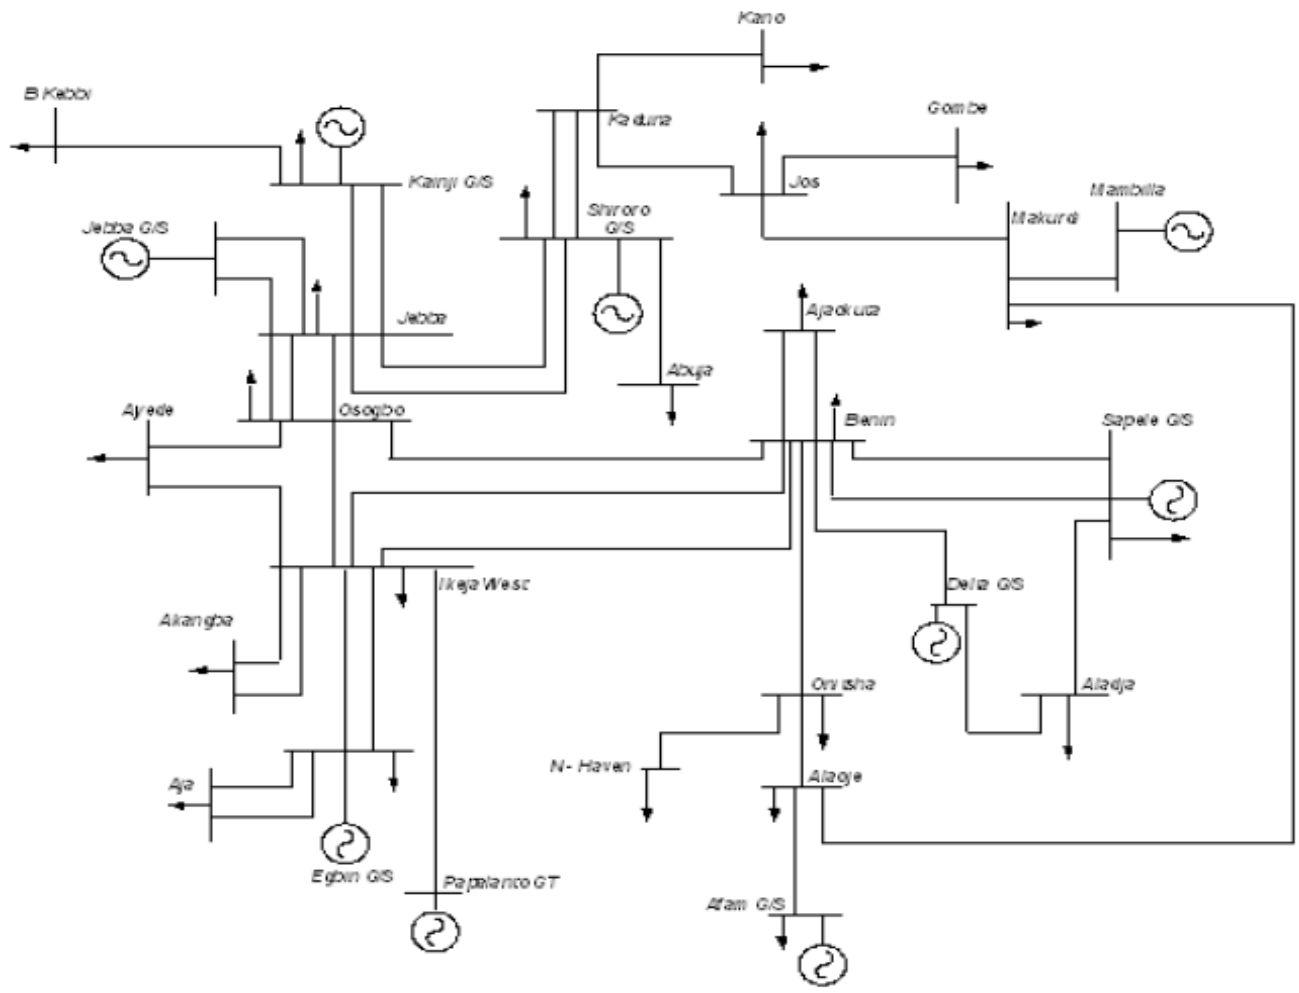 Kano
B Kebbi
Gombe
Kaduna
Kainji G/S
Jos
Mambilla
Shiroro
G/S
Makurdi
Jebba G/S
Jebba
Ajaokuta
Abuja
Ayede
Osogbo
Benin
Sapele G/S
Ikeja West
Delta G/S
Akangba
Onitsha
Aladja
N- Haven
Alaoje
Aja
Egbin G/S
Papalanto GT
Afam G/S